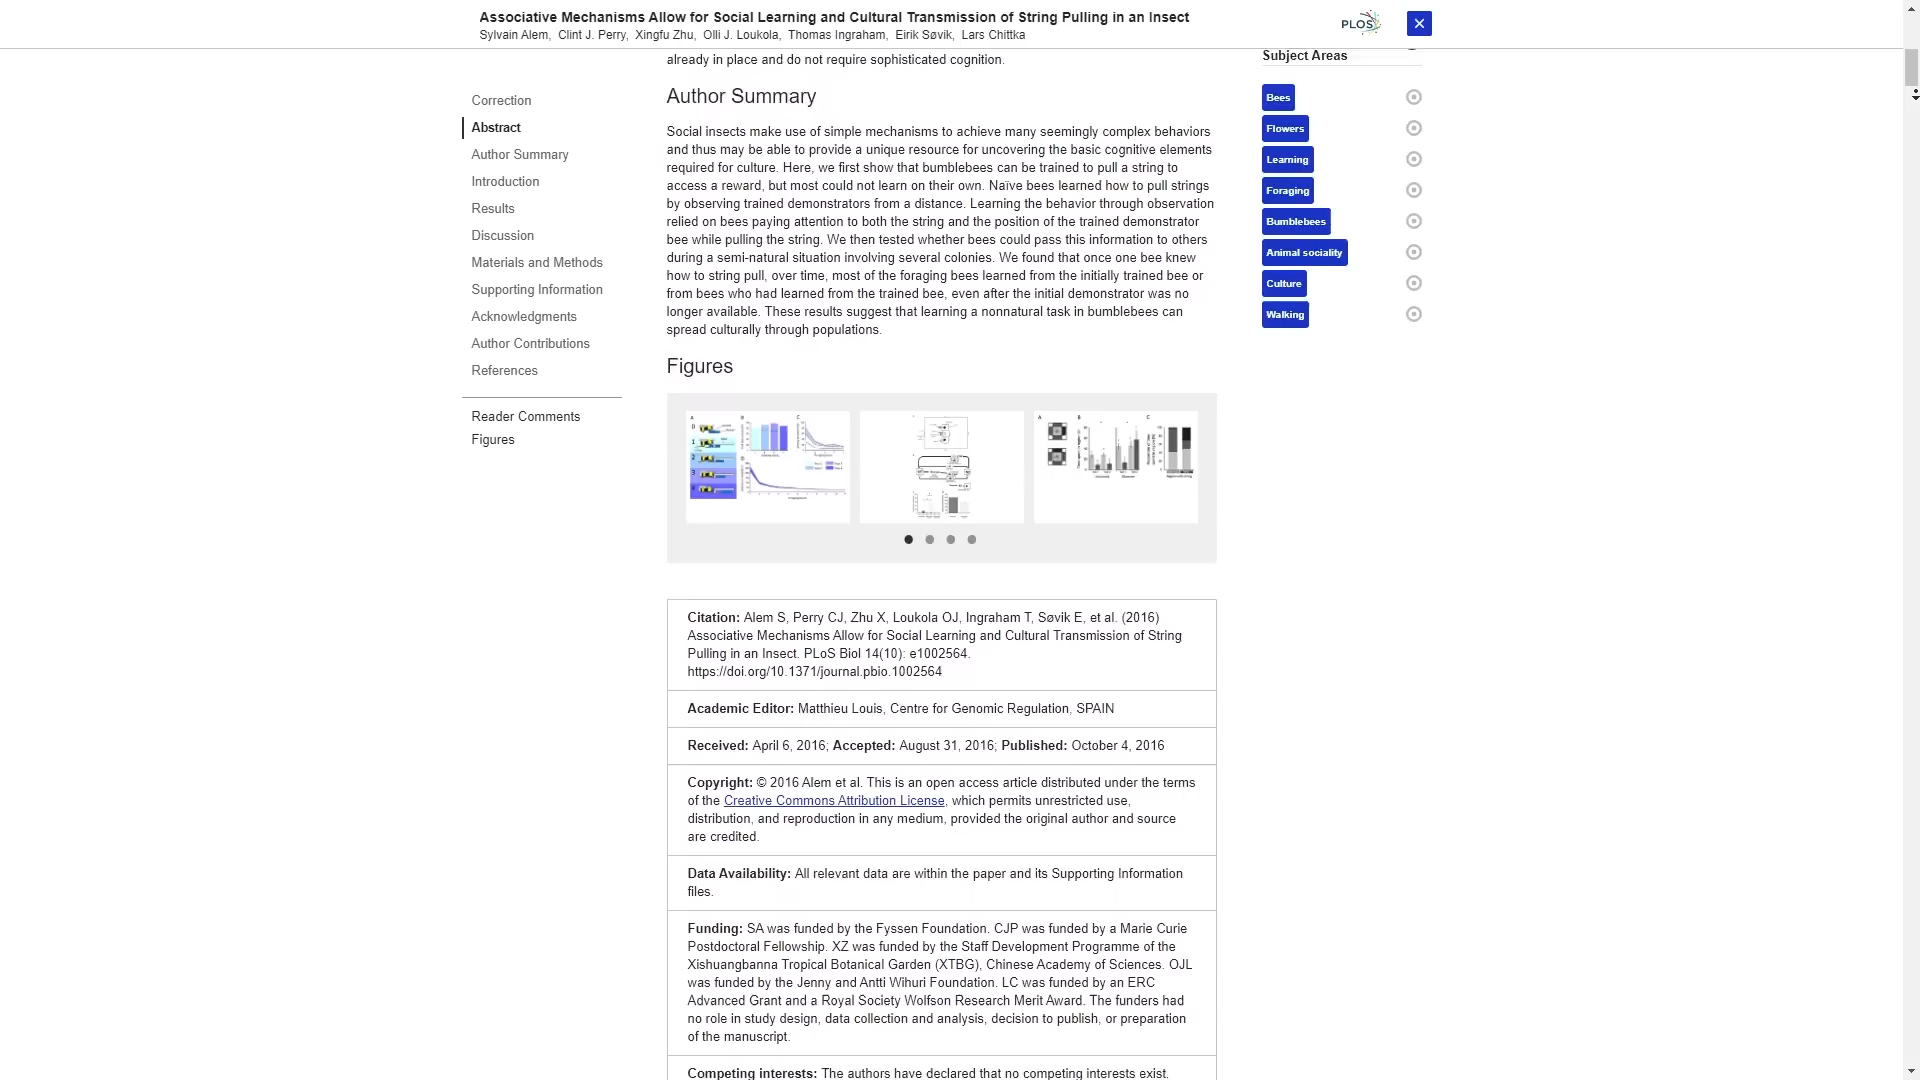 Associative Mechanisms Allow for Social Learning and Cultural Transmission of String Pulling in an Insect
Sylvain Alem, Clint J. Perry, Xingfu Zhu, Olli J. Loukola, Thomas Ingraham, Eirik Søvik, Lars Chittka
PLOS
Correction
Abstract
Author Summary
Introduction
Results
Discussion
Materials and Methods
Supporting Information
Acknowledgments
Author Contributions
References
Reader Comments
Figures
already in place and do not require sophisticated cognition.
Author Summary
Social insects make use of simple mechanisms to achieve many seemingly complex behaviors
and thus may be able to provide a unique resource for uncovering the basic cognitive elements
required for culture. Here, we first show that bumblebees can be trained to pull a string to
access a reward, but most could not learn on their own. Naïve bees learned how to pull strings
by observing trained demonstrators from a distance. Learning the behavior through observation
relied on bees paying attention to both the string and the position of the trained demonstrator
bee while pulling the string. We then tested whether bees could pass this information to others
during a semi-natural situation involving several colonies. We found that once one bee knew
how to string pull, over time, most of the foraging bees learned from the initially trained bee or
from bees who had learned from the trained bee, even after the initial demonstrator was no
longer available. These results suggest that learning a nonnatural task in bumblebees can
spread culturally through populations.
Figures
A
B
C
0
1
2
3
4
A
B
C
Citation: Alem S, Perry CJ, Zhu X, Loukola OJ, Ingraham T, Søvik E, et al. (2016)
Associative Mechanisms Allow for Social Learning and Cultural Transmission of String
Pulling in an Insect. PLoS Biol 14(10): e1002564.
https://doi.org/10.1371/journal.pbio.1002564
Academic Editor: Matthieu Louis, Centre for Genomic Regulation, SPAIN
Received: April 6, 2016; Accepted: August 31, 2016; Published: October 4, 2016
Copyright: © 2016 Alem et al. This is an open access article distributed under the terms
of the Creative Commons Attribution License, which permits unrestricted use,
distribution, and reproduction in any medium, provided the original author and source
are credited.
Data Availability: All relevant data are within the paper and its Supporting Information
files.
Funding: SA was funded by the Fyssen Foundation. CJP was funded by a Marie Curie
Postdoctoral Fellowship. XZ was funded by the Staff Development Programme of the
Xishuangbanna Tropical Botanical Garden (XTBG), Chinese Academy of Sciences. OJL
was funded by the Jenny and Antti Wihuri Foundation. LC was funded by an ERC
Advanced Grant and a Royal Society Wolfson Research Merit Award. The funders had
no role in study design, data collection and analysis, decision to publish, or preparation
of the manuscript.
Competing interests: The authors have declared that no competing interests exist.
Subject Areas
Bees
Flowers
Learning
Foraging
Bumblebees
Animal sociality
Culture
Walking